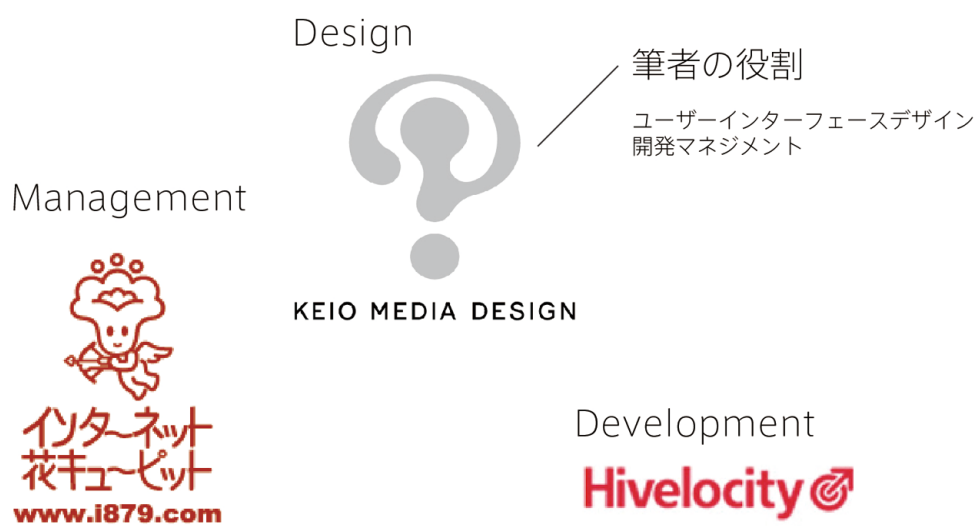 Design
筆者の役割
ユーザーインターフェースデザイン
開発マネジメント
KEIO MEDIA DESIGN
Management
インターネット
花キューピット
www.i879.com
Development
Hivelocity